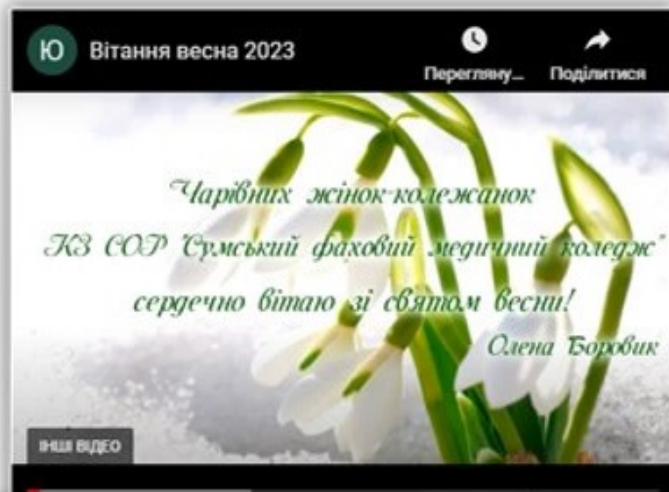 Ю Вітання весна 2023
Перегляну... Поділитися
Чарівних жінок-колежанок
КЗ СОР "Сумський фаховий медичний коледж"
сердечно вітаю зі святом весни!
Олена Боровик
ІНШІ ВІДЕО